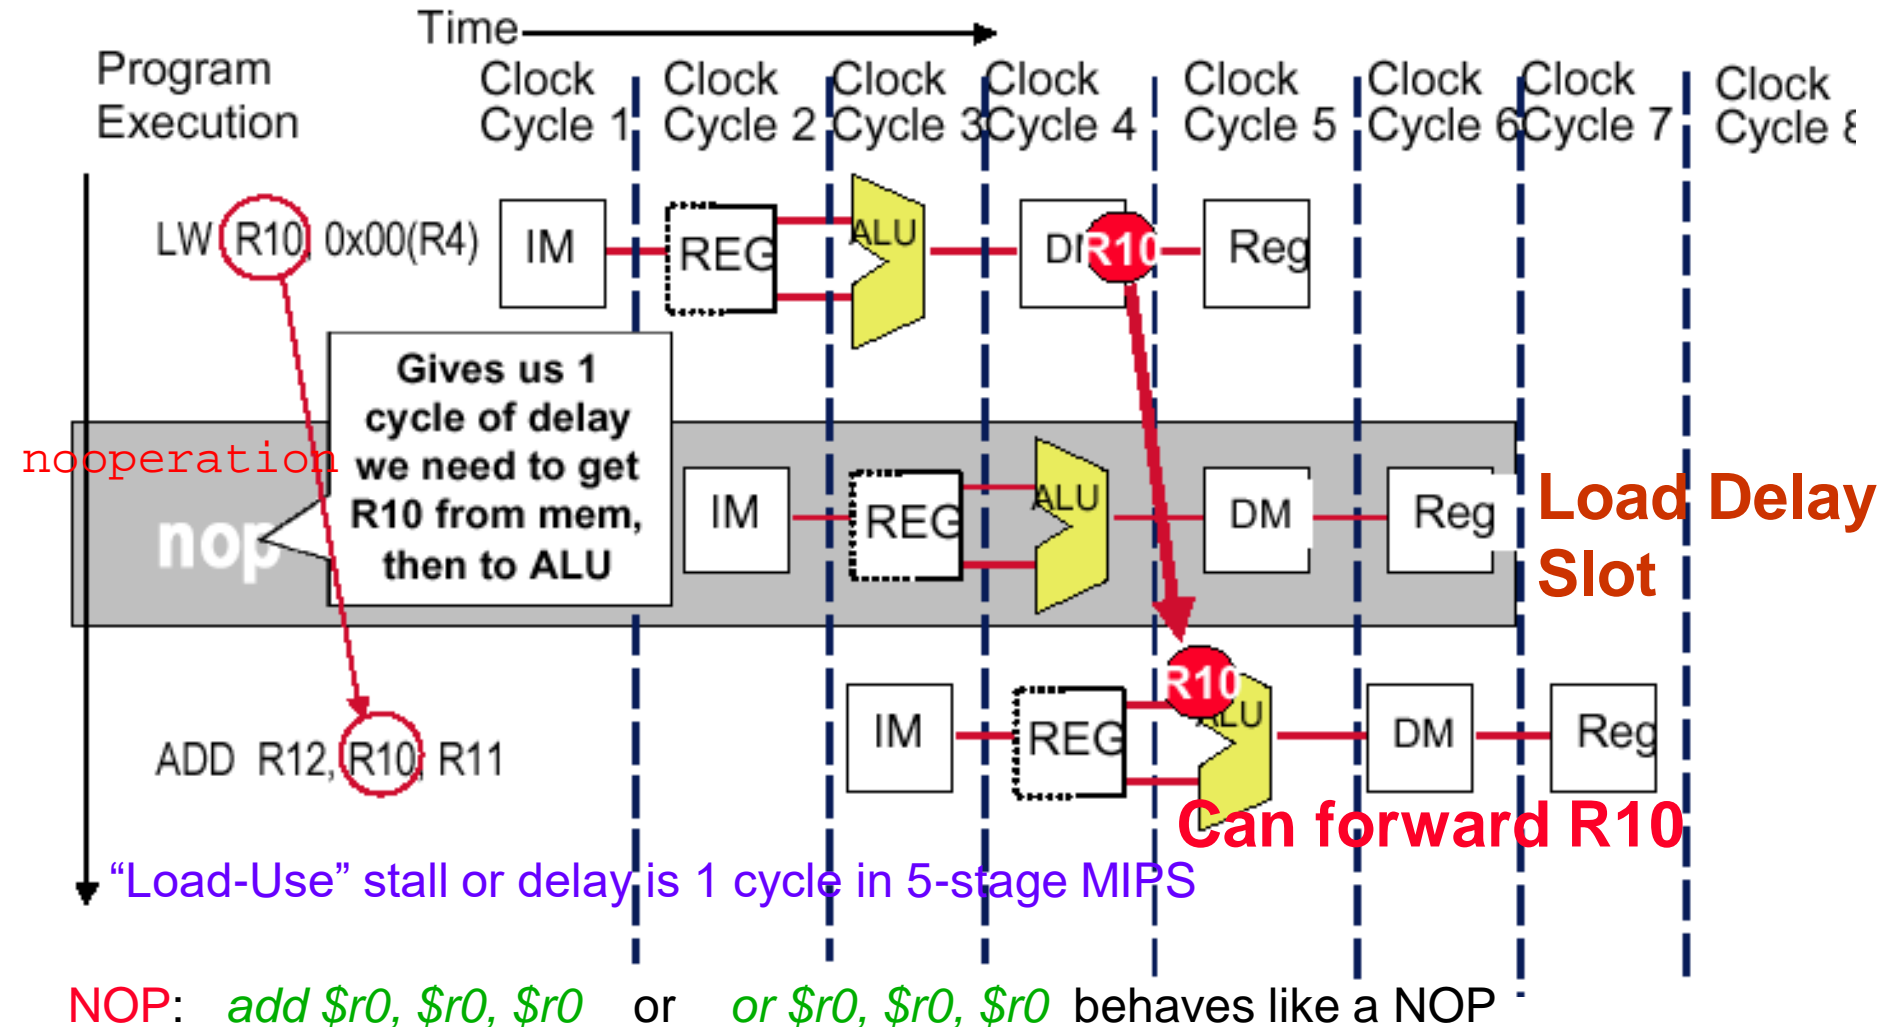 Time
Program
Execution
Clock
Cycle 1
Clock
Cycle 2
Clock
Cycle 3
Clock
Cycle 4
Clock
Cycle 5
Clock
Cycle 6
Clock
Cycle 7
Clock
Cycle 8
LW R10, 0x00(R4)
IM
REG
ALU
DM
R10
Reg
Gives us 1
cycle of delay
we need to get
R10 from mem,
then to ALU
nooperation
nop
IM
REG
ALU
DM
Reg
Load Delay
Slot
ADD R12, R10, R11
IM
REG
R10
ALU
DM
Reg
Can forward R10
“Load-Use” stall or delay is 1 cycle in 5-stage MIPS
NOP: add $r0, $r0, $r0 or or $r0, $r0, $r0 behaves like a NOP